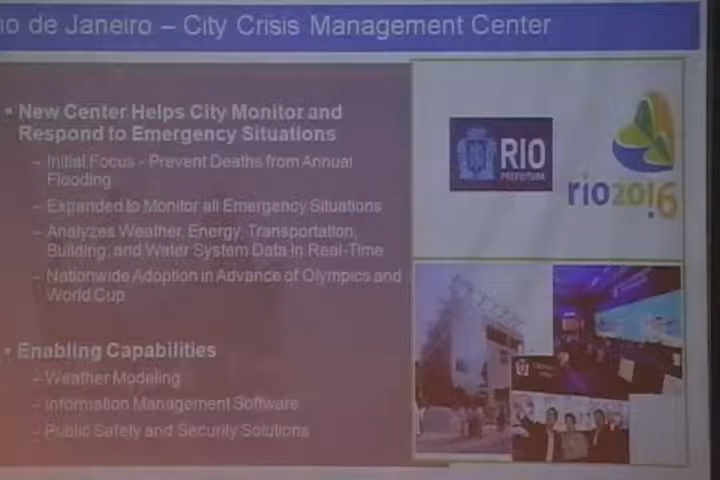 io de Janeiro – City Crisis Management Center
• New Center Helps City Monitor and
Respond to Emergency Situations
– Initial Focus - Prevent Deaths from Annual
Flooding
– Expanded to Monitor all Emergency Situations
– Analyzes Weather, Energy, Transportation,
Building, and Water System Data in Real-Time
– Nationwide Adoption in Advance of Olympics and
World Cup
• Enabling Capabilities
– Weather Modeling
– Information Management Software
– Public Safety and Security Solutions
RIO
PREFEITURA
rio2016